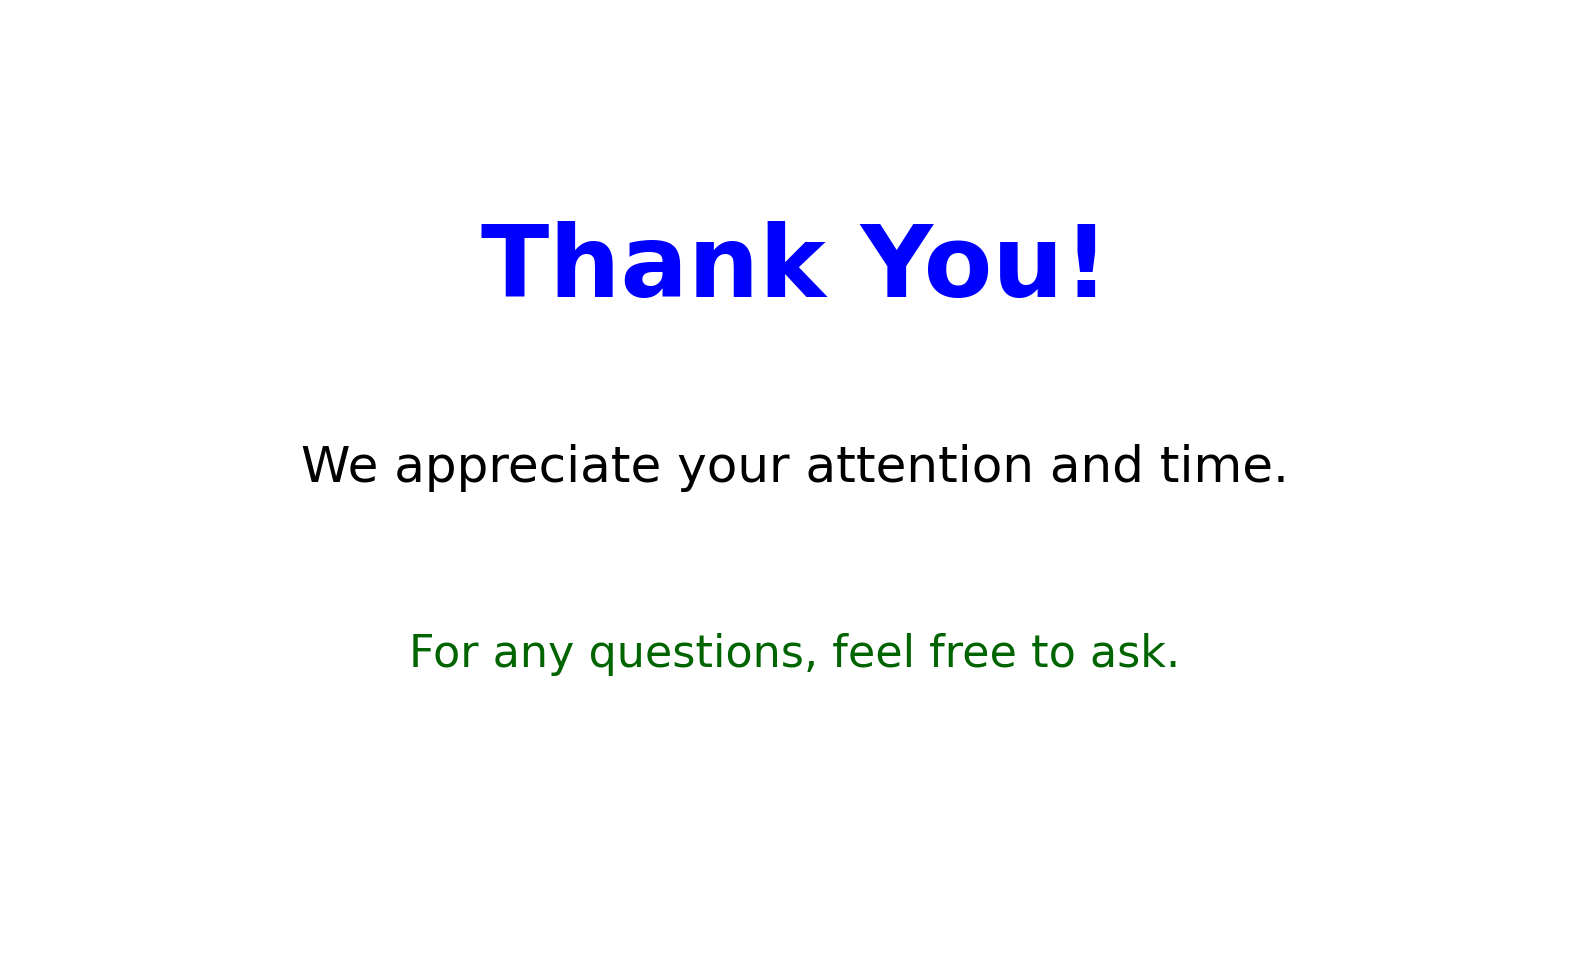 Thank You!
We appreciate your attention and time.
For any questions, feel free to ask.